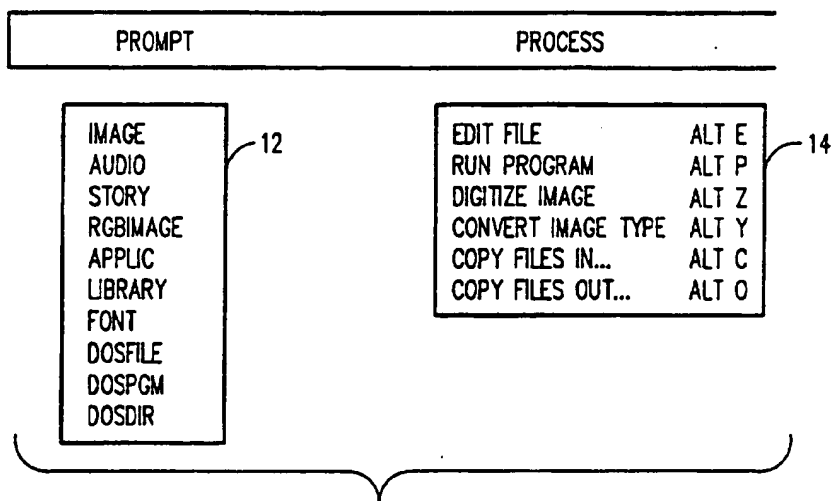 PROMPT PROCESS
IMAGE
AUDIO
STORY
RGBIMAGE
APPLIC
LIBRARY
FONT
DOSFILE
DOSPGM
DOSDIR
12
EDIT FILE ALT E
RUN PROGRAM ALT P
DIGITIZE IMAGE ALT Z
CONVERT IMAGE TYPE ALT Y
COPY FILES IN... ALT C
COPY FILES OUT... ALT O
14